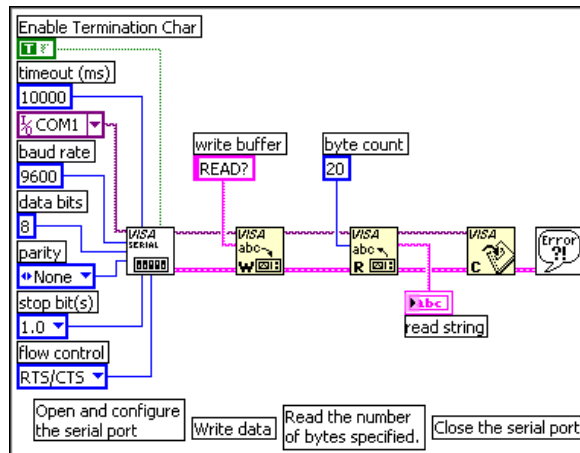 Enable Termination Char
T F
timeout (ms)
10000
I/O COM1
baud rate
9600
data bits
8
parity
None
stop bit(s)
1.0
flow control
RTS/CTS
VISA
SERIAL
write buffer
READ?
VISA
abc
W
byte count
20
VISA
abc
R
abc
read string
VISA
C
Error
?!
Open and configure
the serial port
Write data
Read the number
of bytes specified.
Close the serial port